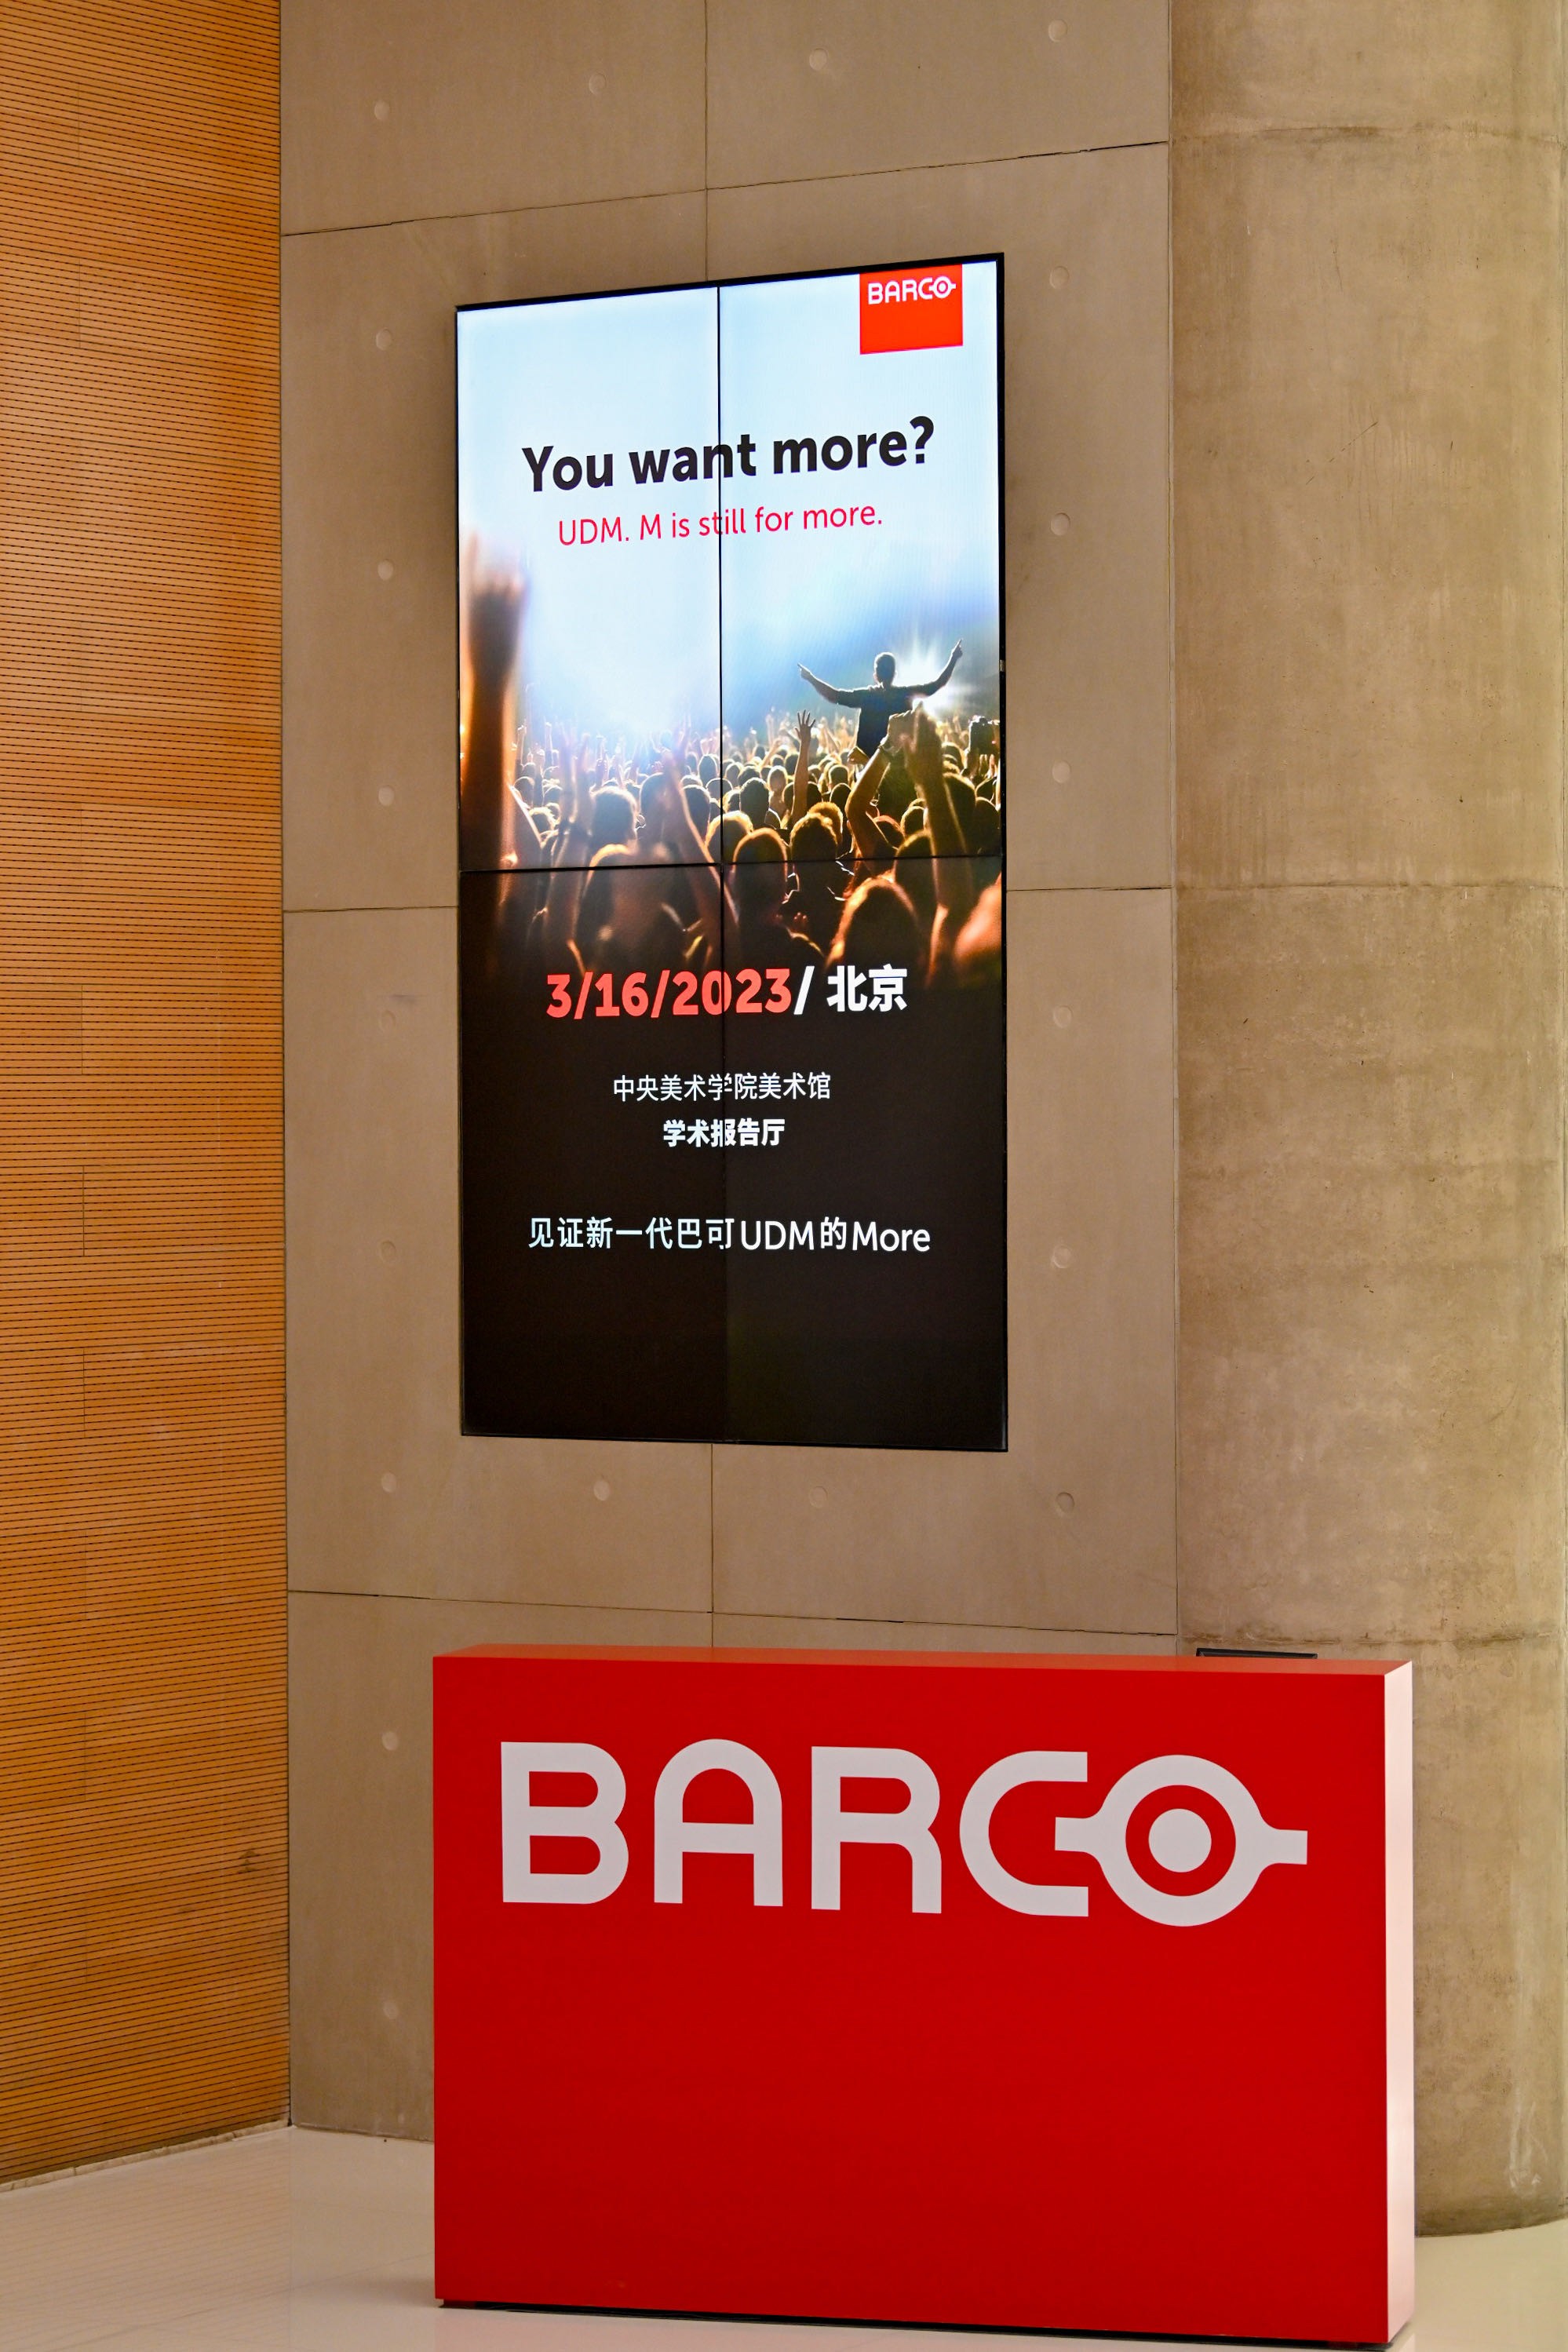 BARCO
You want more?
UDM. M is still for more.
3/16/2023/ 北京
中央美术学院美术馆
学术报告厅
见证新一代巴可UDM的More
BARCO